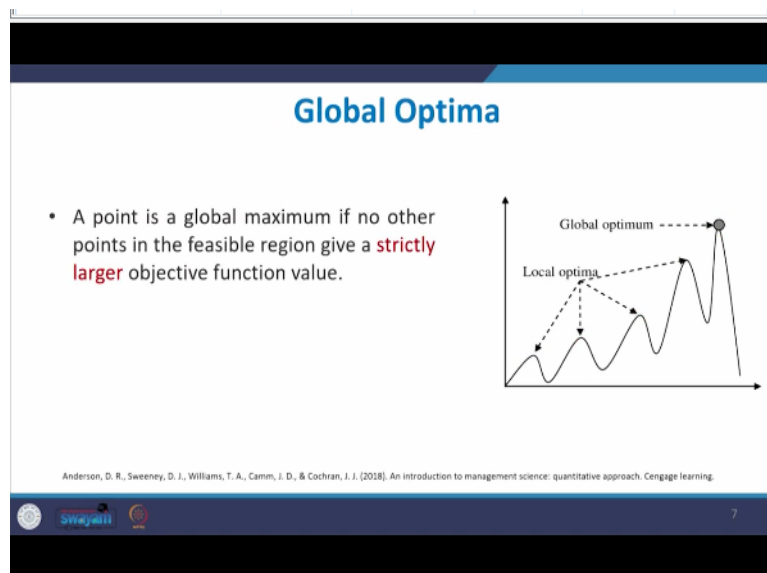 Global Optima
• A point is a global maximum if no other
points in the feasible region give a strictly
larger objective function value.
Global optimum
Local optima
Anderson, D. R., Sweeney, D. J., Williams, T. A., Camm, J. D., & Cochran, J. J. (2018). An introduction to management science: quantitative approach. Cengage learning.
swayam
7